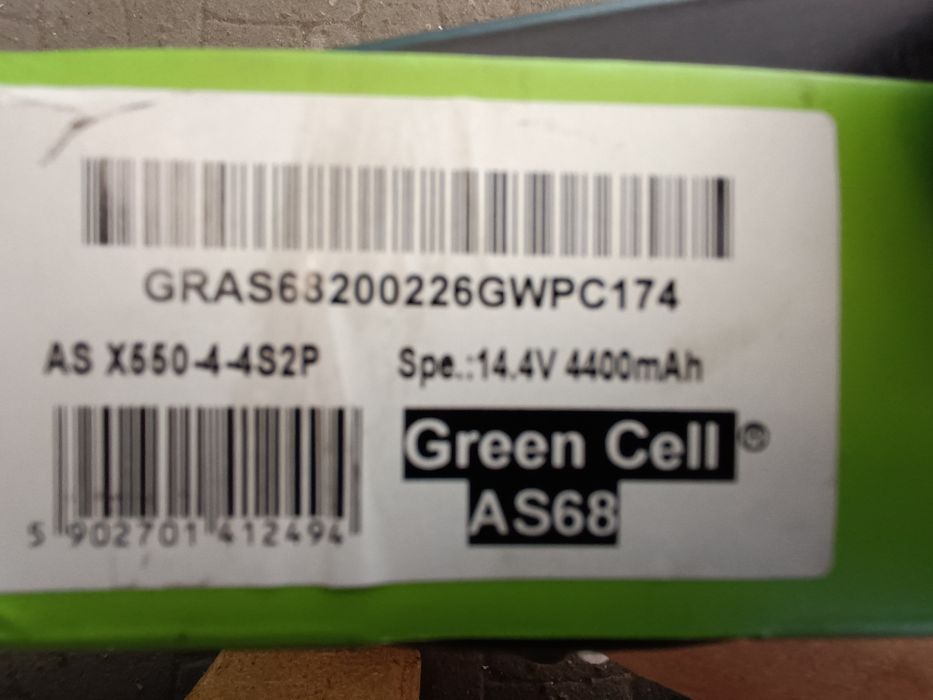 GRAS68200226GWPC174
AS X550-4-4S2P
Spe.:14.4V 4400mAh
Green Cell®
AS68
5 902701 412494